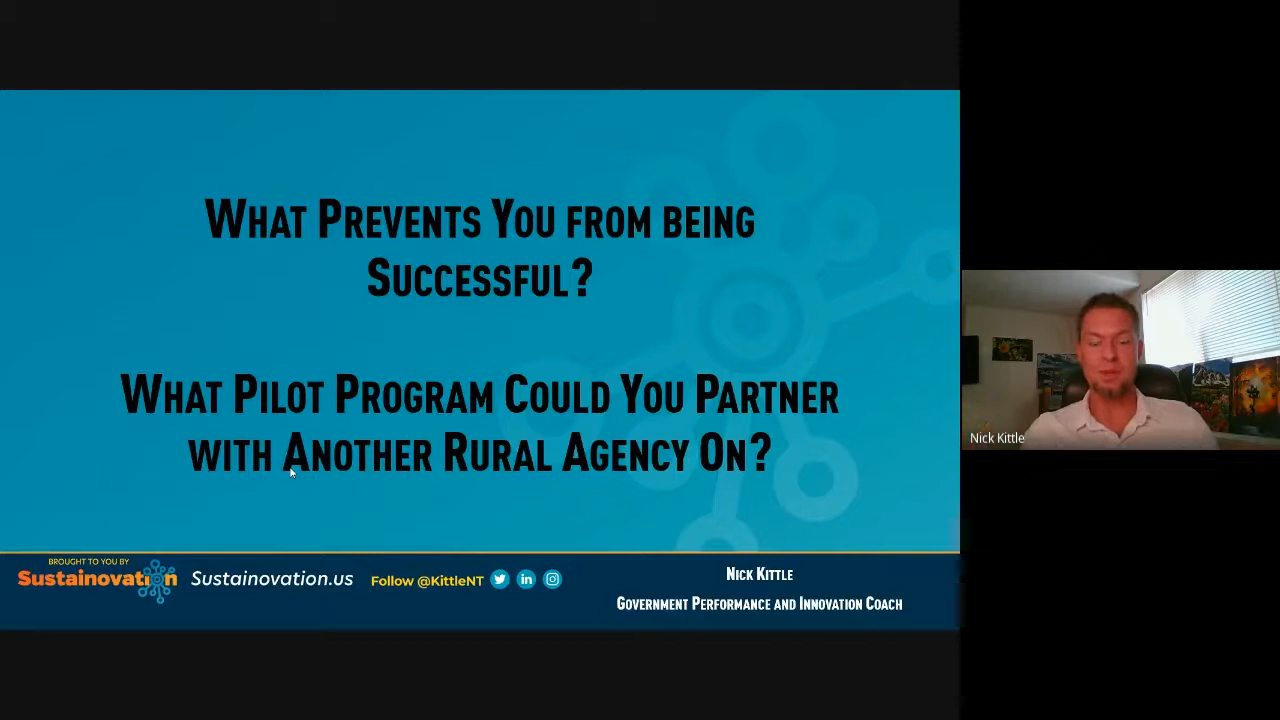 What Prevents You from being
Successful?
What Pilot Program Could You Partner
with Another Rural Agency On?
BROUGHT TO YOU BY
Sustainovation
Sustainovation.us
Follow @KittleNT
Nick Kittle
Government Performance and Innovation Coach
Nick Kittle